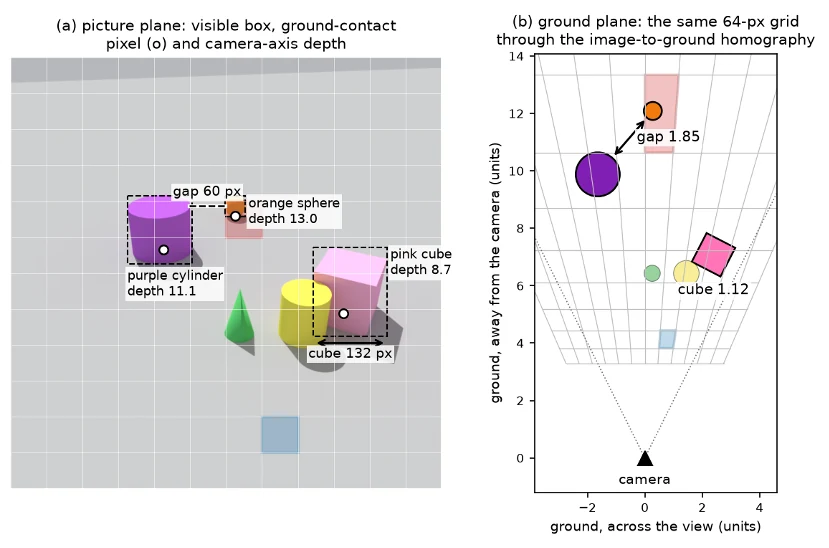 (a) picture plane: visible box, ground-contact
pixel (o) and camera-axis depth
gap 60 px
orange sphere
depth 13.0
purple cylinder
depth 11.1
pink cube
depth 8.7
cube 132 px
(b) ground plane: the same 64-px grid
through the image-to-ground homography
ground, away from the camera (units)
14
12
10
8
6
4
2
0
gap 1.85
cube 1.12
camera
−2
0
2
4
ground, across the view (units)